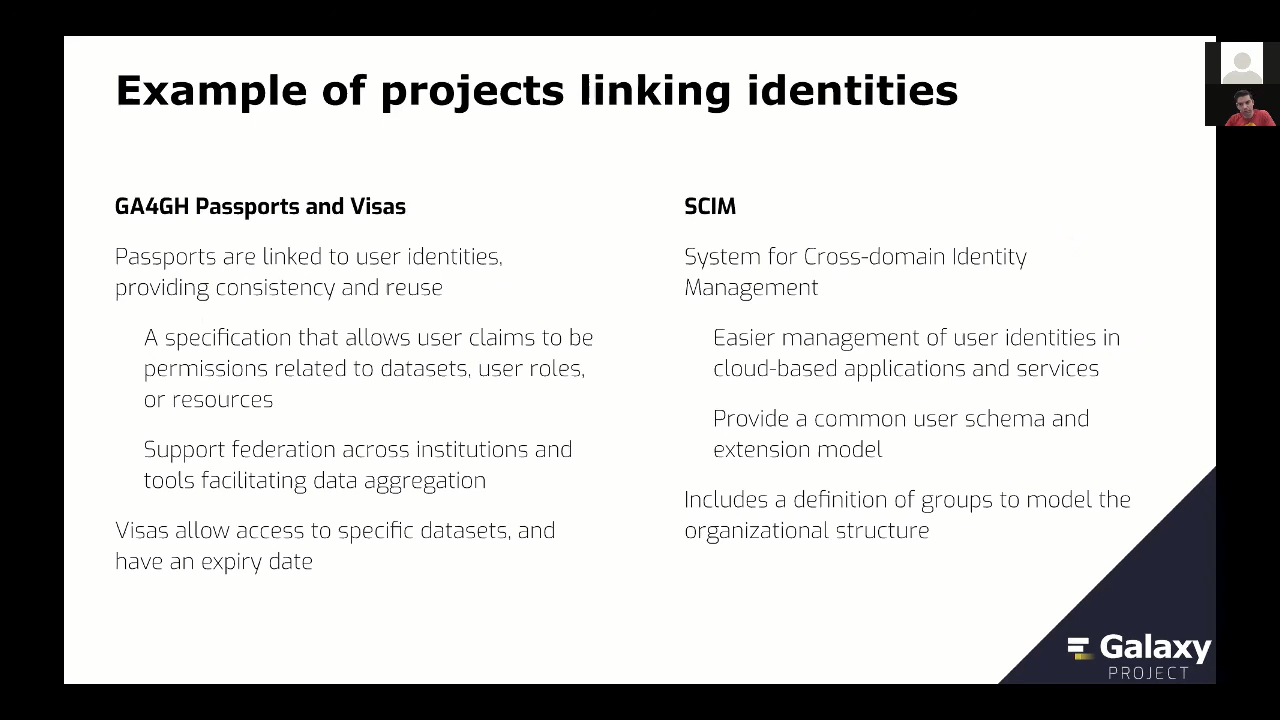 Example of projects linking identities
GA4GH Passports and Visas
Passports are linked to user identities,
providing consistency and reuse
A specification that allows user claims to be
permissions related to datasets, user roles,
or resources
Support federation across institutions and
tools facilitating data aggregation
Visas allow access to specific datasets, and
have an expiry date
SCIM
System for Cross-domain Identity
Management
Easier management of user identities in
cloud-based applications and services
Provide a common user schema and
extension model
Includes a definition of groups to model the
organizational structure
Galaxy
PROJECT